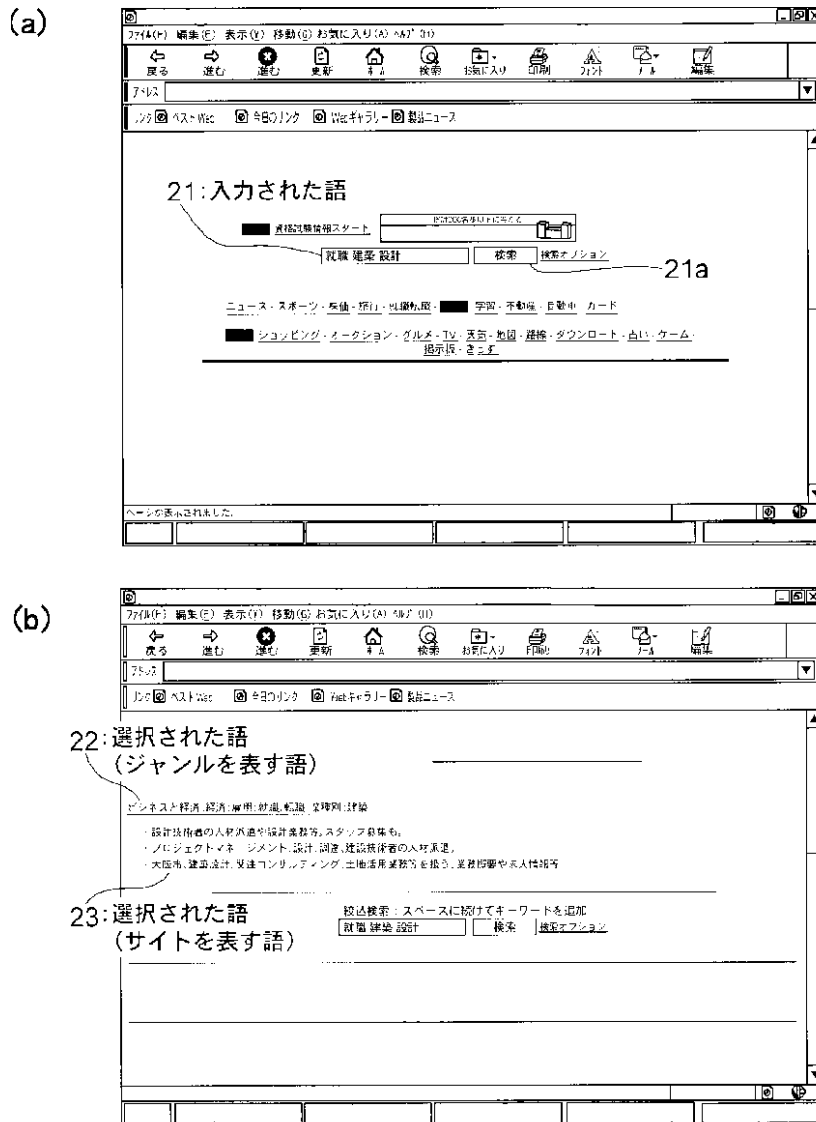 (a)
ファイル(F) 編集(E) 表示(V) 移動(G) お気に入り(A) ヘルプ(H)
戻る 進む 進む 更新 ホーム 検索 お気に入り 印刷 フォント メール 編集
アドレス
リンク ベストWeb 今日のリンク Webギャラリー 製品ニュース
21:入力された語
資格試験情報スタート
就職 建築 設計 検索 検索オプション
21a
ニュース・スポーツ・株価・旅行・就職転職・ 学習・不動産・自動車 カード
ショッピング・オークション・グルメ・TV・天気・地図・路線・ダウンロード・占い・ゲーム・
掲示板・きっず
ページが表示されました.
(b)
ファイル(F) 編集(E) 表示(V) 移動(G) お気に入り(A) ヘルプ(H)
戻る 進む 進む 更新 ホーム 検索 お気に入り 印刷 フォント メール 編集
アドレス
リンク ベストWeb 今日のリンク Webギャラリー 製品ニュース
22:選択された語
(ジャンルを表す語)
ビジネスと経済:経済:雇用:就職、転職 業種別:建築
・設計技術者の人材派遣や設計業務等。スタッフ募集も。
・プロジェクトマネージメント、設計、調達、建設技術者の人材派遣。
・大阪市。建築設計、関連コンサルティング、土地活用業務等を扱う。業務概要や求人情報等
23:選択された語
(サイトを表す語)
絞込検索:スペースに続けてキーワードを追加
就職 建築 設計 検索 検索オプション